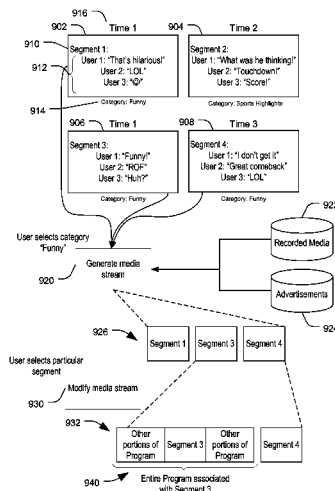 916
902
Time 1
904
Time 2
910
Segment 1:
User 1: "That's hilarious!"
User 2: "LOL"
User 3: "☺"
912
Segment 2:
User 1: "What was he thinking!"
User 2: "Touchdown!"
User 3: "Score!"
914
Category: Funny
Category: Sports Highlights
906
Time 1
908
Time 3
Segment 3:
User 1: "Funny!"
User 2: "ROF"
User 3: "Huh?"
Segment 4:
User 1: "I don't get it"
User 2: "Great comeback"
User 3: "LOL"
Category: Funny
Category: Funny
User selects category
"Funny"
920
Generate media
stream
Recorded Media
Advertisements
924
926
Segment 1
Segment 3
Segment 4
User selects particular
segment
930
Modify media stream
932
Other
portions of
Program
Segment 3
Other
portions of
Program
Segment 4
940
Entire Program associated
with Segment 3